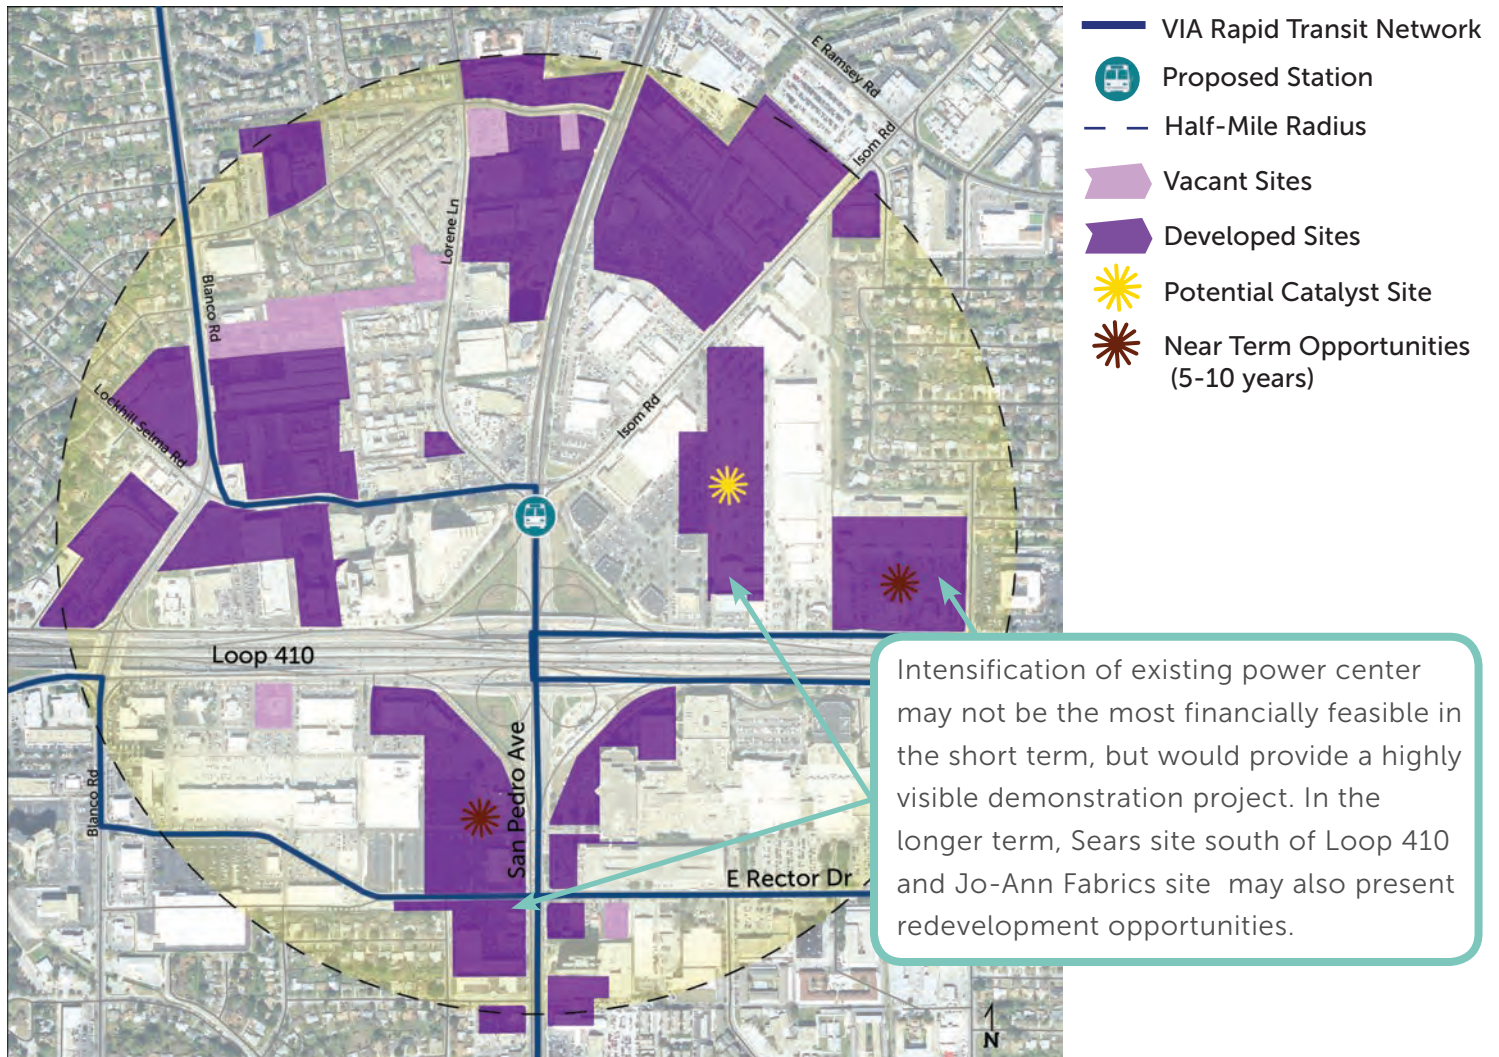 VIA Rapid Transit Network
Proposed Station
Half-Mile Radius
Vacant Sites
Developed Sites
Potential Catalyst Site
Near Term Opportunities
(5-10 years)
E Ramsey Rd
Isom Rd
Lorene Ln
Blanco Rd
Lockhill Selma Rd
Isom Rd
Loop 410
San Pedro Ave
Blanco Rd
E Rector Dr
Intensification of existing power center
may not be the most financially feasible in
the short term, but would provide a highly
visible demonstration project. In the
longer term, Sears site south of Loop 410
and Jo-Ann Fabrics site may also present
redevelopment opportunities.
N